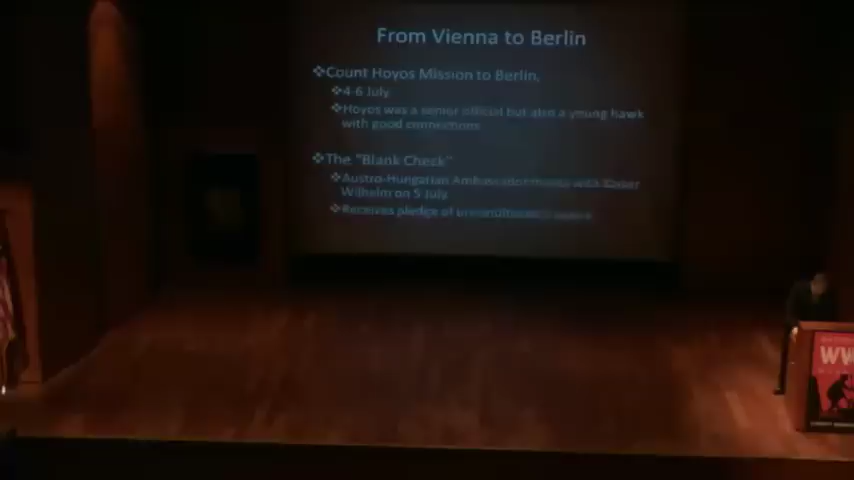 From Vienna to Berlin
❖Count Hoyos Mission to Berlin,
❖4-6 July
❖Hoyos was a senior official but also a young hawk
with good connections
❖The "Blank Check"
❖Austro-Hungarian Ambassador with Kaiser
Wilhelm on 5 July
❖Receives pledge of unconditional
WW